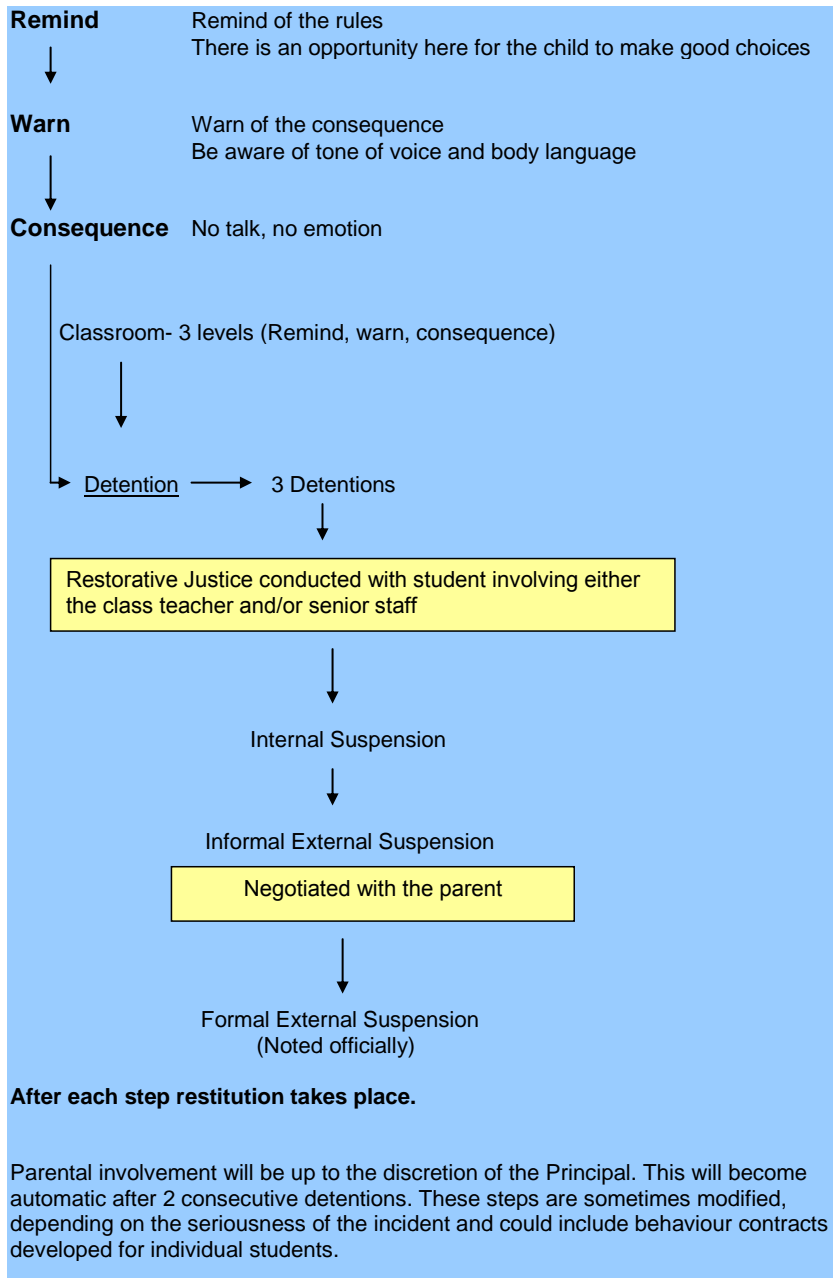 Remind Remind of the rules
There is an opportunity here for the child to make good choices
Warn Warn of the consequence
Be aware of tone of voice and body language
Consequence No talk, no emotion
Classroom- 3 levels (Remind, warn, consequence)
Detention 3 Detentions
Restorative Justice conducted with student involving either
the class teacher and/or senior staff
Internal Suspension
Informal External Suspension
Negotiated with the parent
Formal External Suspension
(Noted officially)
After each step restitution takes place.
Parental involvement will be up to the discretion of the Principal. This will become
automatic after 2 consecutive detentions. These steps are sometimes modified,
depending on the seriousness of the incident and could include behaviour contracts
developed for individual students.